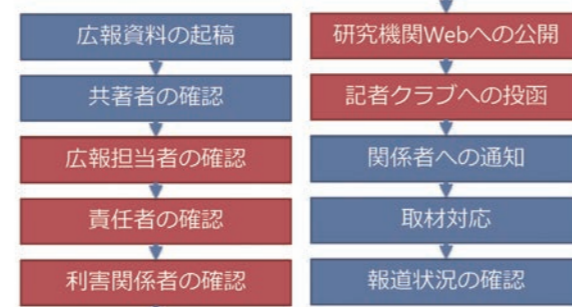 広報資料の起稿
共著者の確認
広報担当者の確認
責任者の確認
利害関係者の確認
研究機関Webへの公開
記者クラブへの投函
関係者への通知
取材対応
報道状況の確認